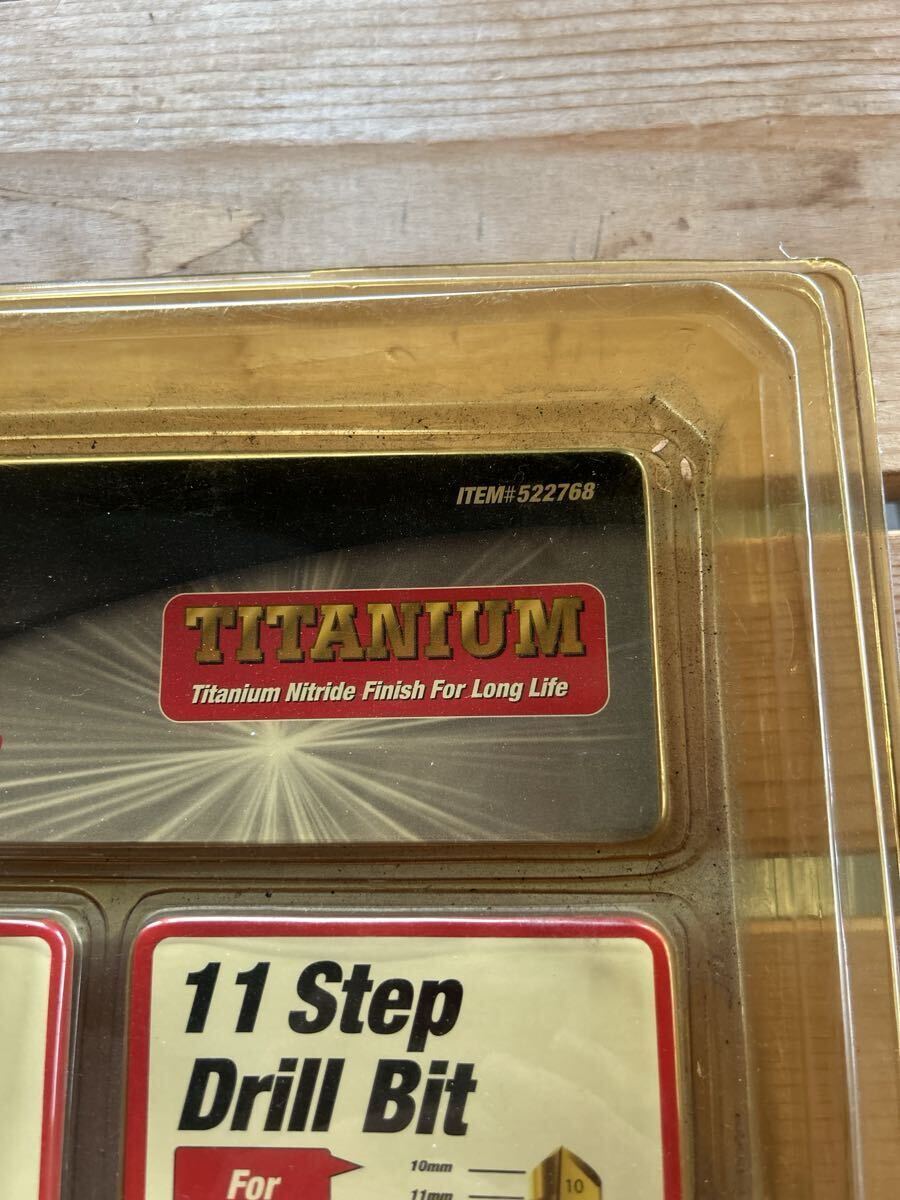 ITEM#522768
TITANIUM
Titanium Nitride Finish For Long Life
11 Step
Drill Bit
For
10mm
10
11mm